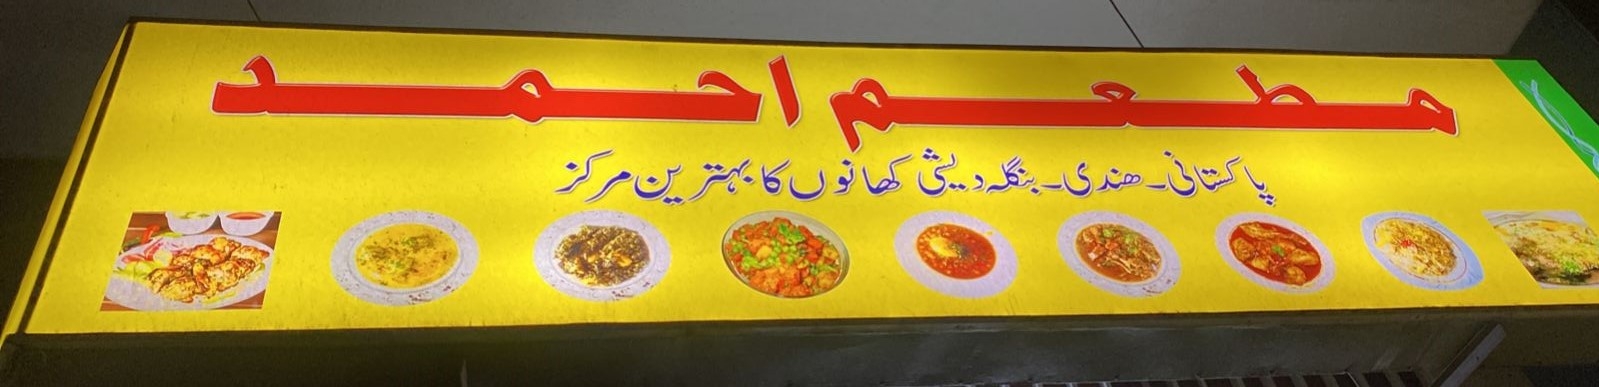 مطعم احمد
پاکستانی۔ھندی۔بنگلہ دیشی کھانوں کا بہترین مرکز